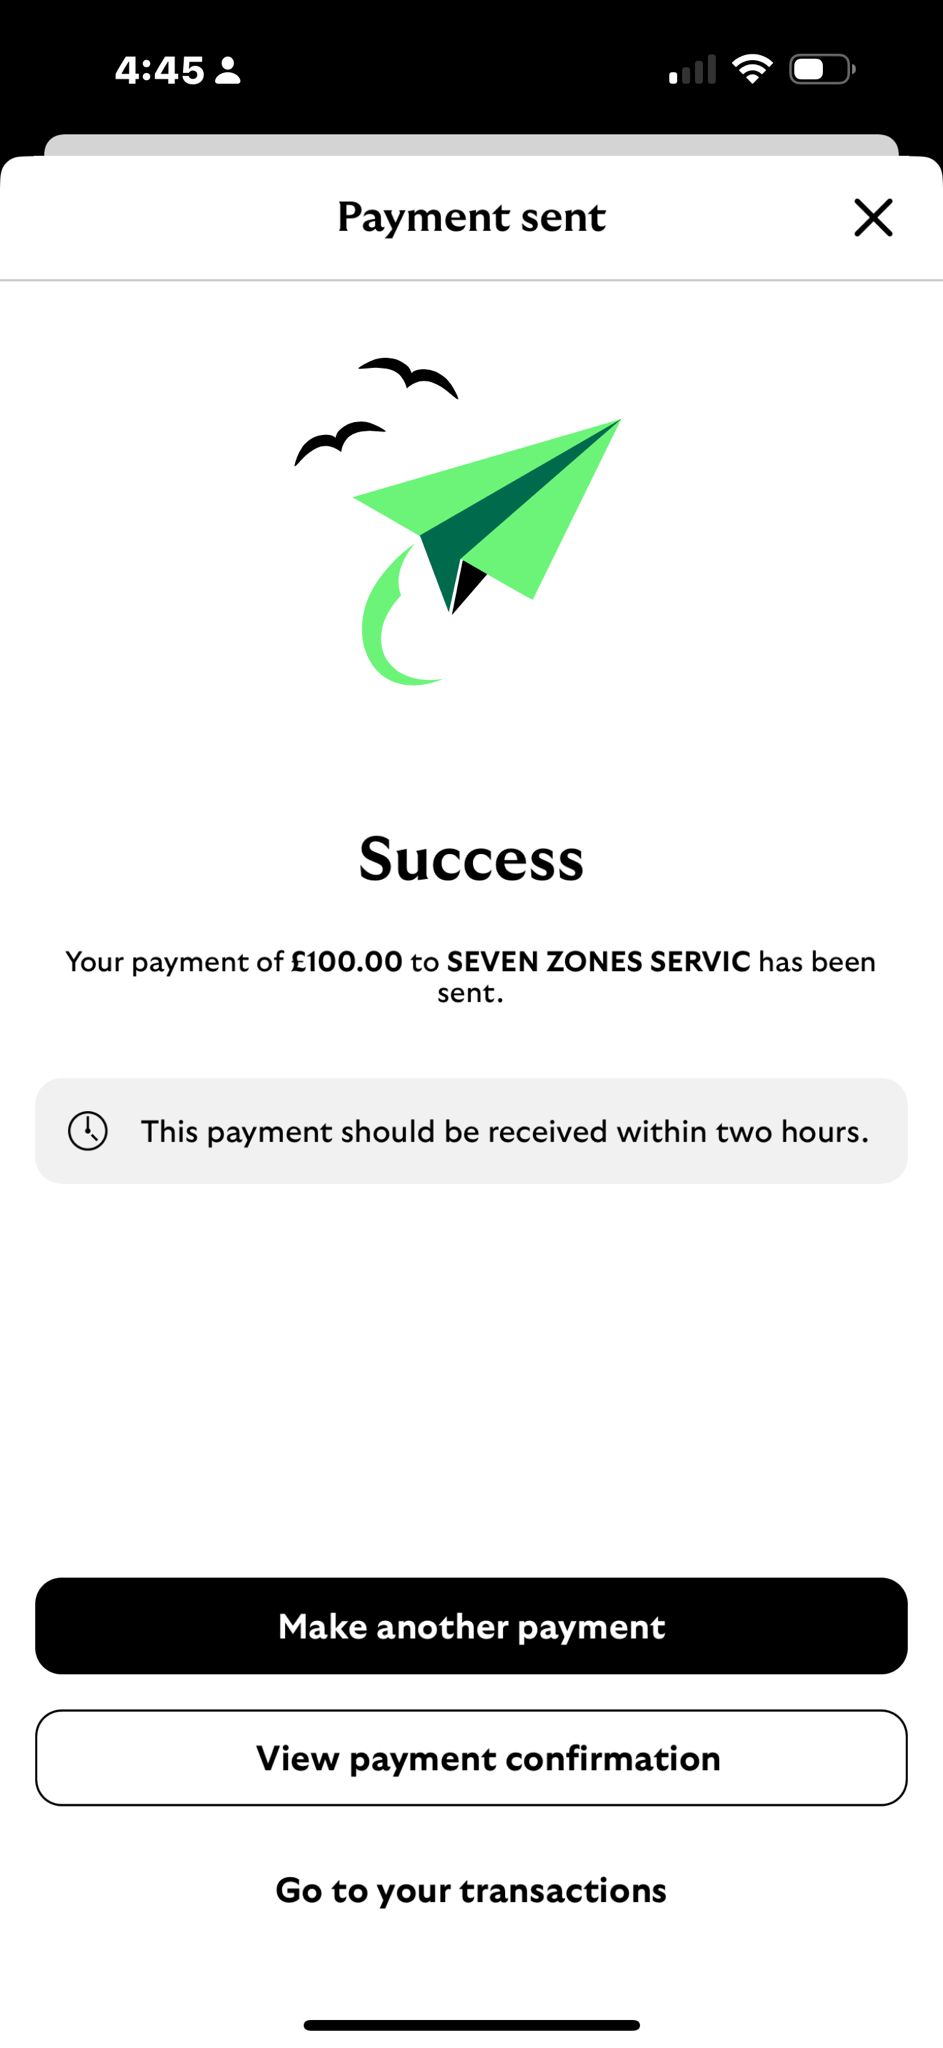 4:45
Payment sent
Success
Your payment of £100.00 to SEVEN ZONES SERVIC has been
sent.
This payment should be received within two hours.
Make another payment
View payment confirmation
Go to your transactions